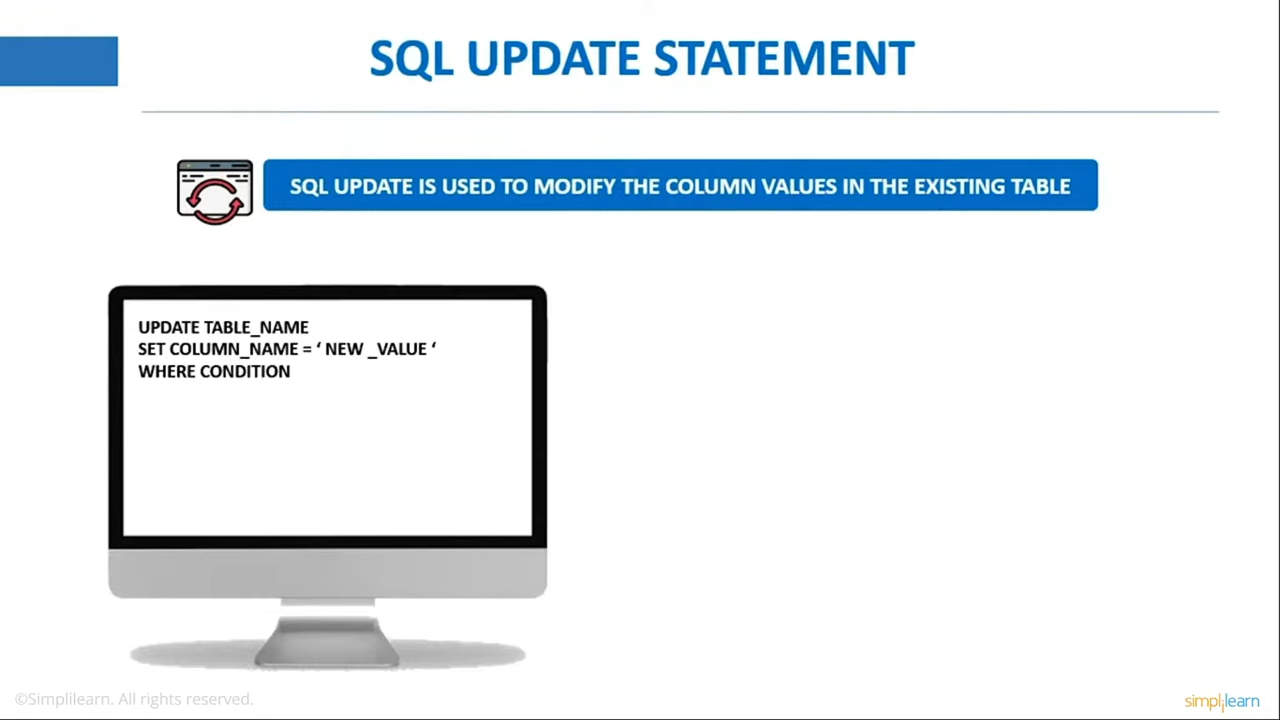 SQL UPDATE STATEMENT
SQL UPDATE IS USED TO MODIFY THE COLUMN VALUES IN THE EXISTING TABLE
UPDATE TABLE_NAME
SET COLUMN_NAME = ‘ NEW _VALUE ‘
WHERE CONDITION
©Simplilearn. All rights reserved.
simplilearn